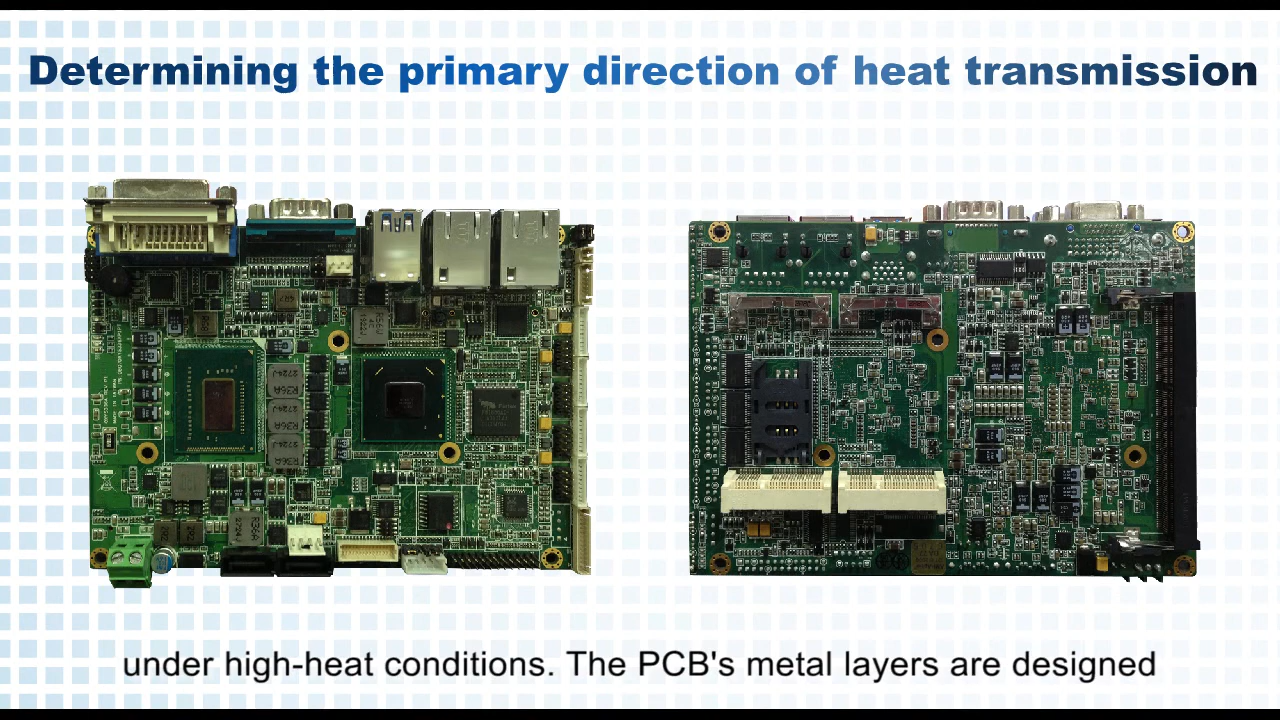 Determining the primary direction of heat transmission
under high-heat conditions. The PCB's metal layers are designed